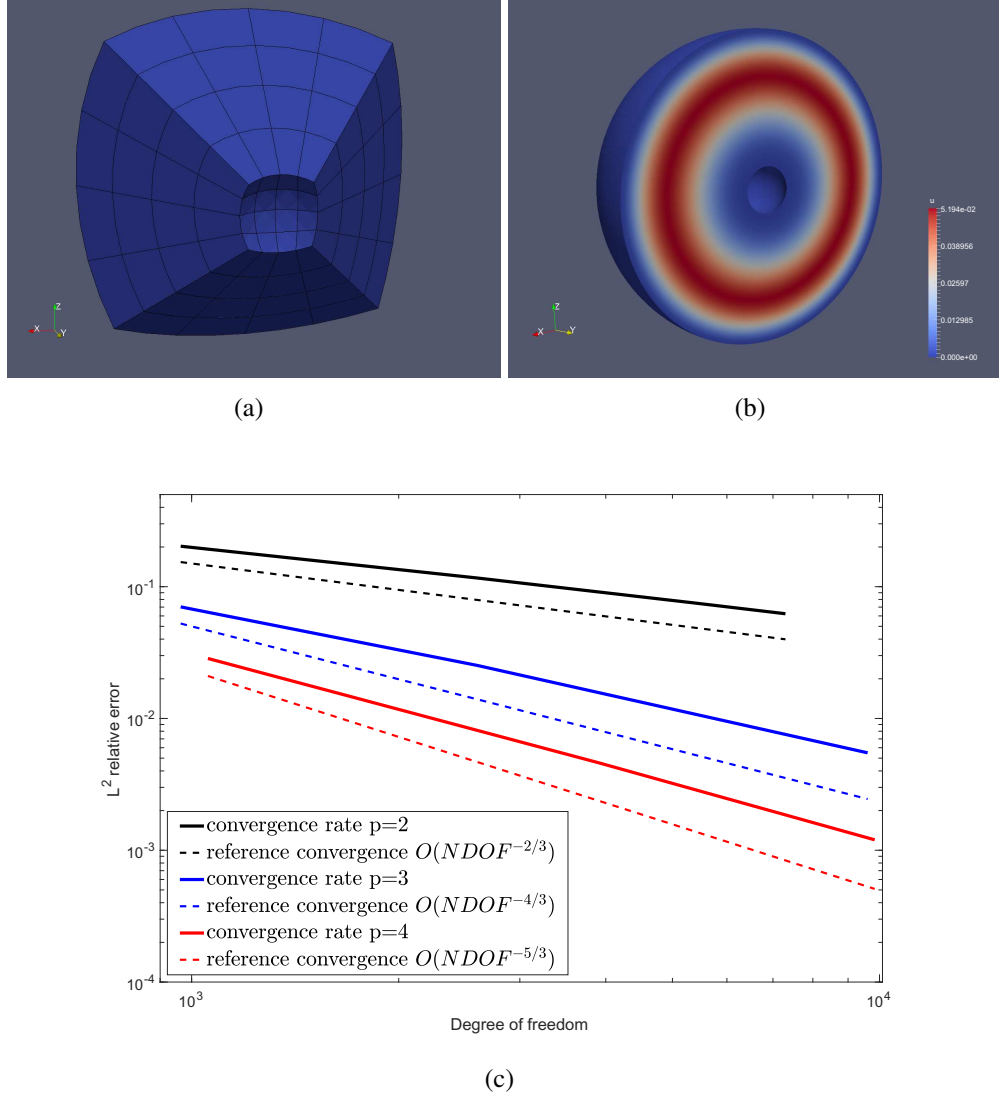 Z
X
Y
Z
X
Y
u
5.194e-02
0.038956
0.02597
0.012985
0.000e+00
(a)
(b)
10^-1
10^-2
10^-3
10^-4
L^2 relative error
convergence rate p=2
reference convergence O(NDOF^{-2/3})
convergence rate p=3
reference convergence O(NDOF^{-4/3})
convergence rate p=4
reference convergence O(NDOF^{-5/3})
10^3
10^4
Degree of freedom
(c)